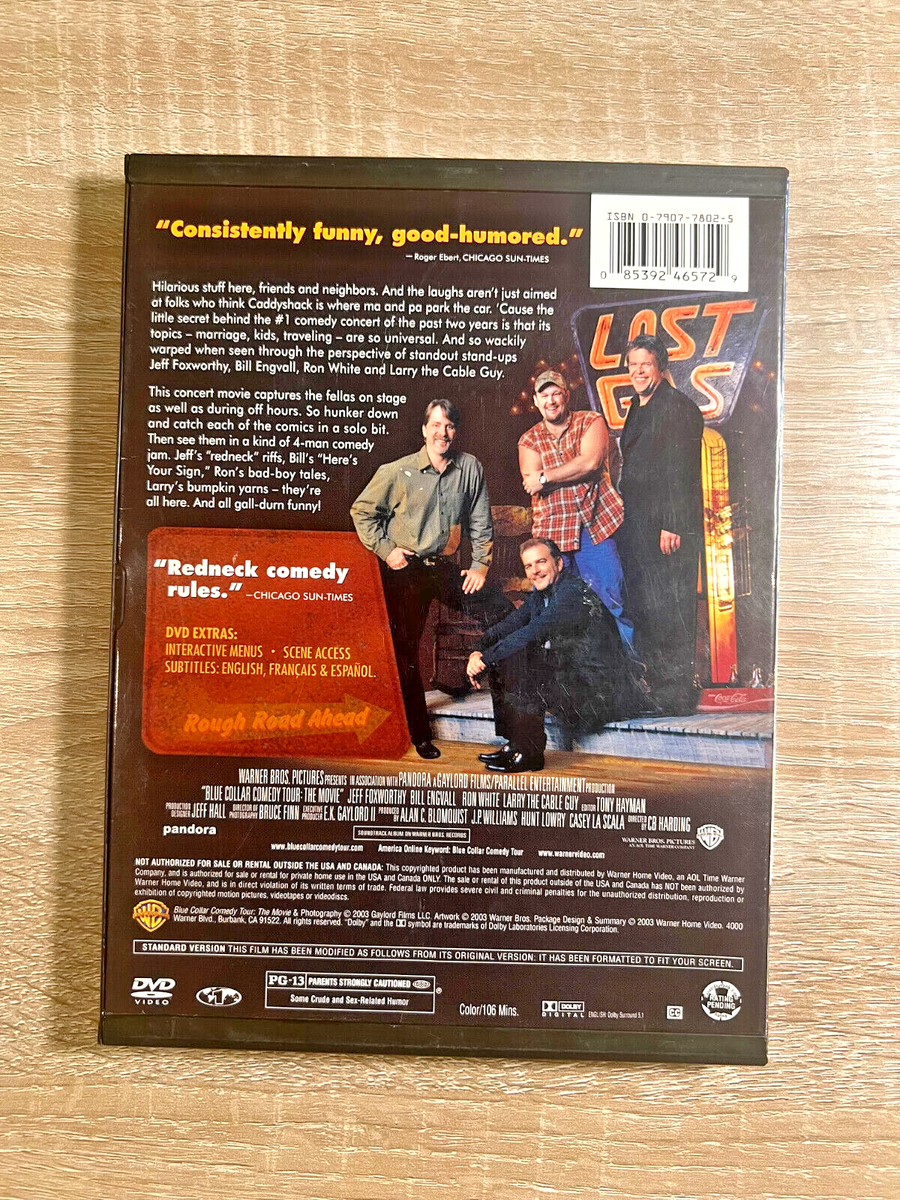 ISBN 0-7907-7802-5
0 85392 46572 9
“Consistently funny, good-humored.”
– Roger Ebert, CHICAGO SUN-TIMES
Hilarious stuff here, friends and neighbors. And the laughs aren’t just aimed
at folks who think Caddyshack is where ma and pa park the car. ’Cause the
little secret behind the #1 comedy concert of the past two years is that its
topics – marriage, kids, traveling – are so universal. And so wackily
warped when seen through the perspective of standout stand-ups
Jeff Foxworthy, Bill Engvall, Ron White and Larry the Cable Guy.
This concert movie captures the fellas on stage
as well as during off hours. So hunker down
and catch each of the comics in a solo bit.
Then see them in a kind of 4-man comedy
jam. Jeff’s “redneck” riffs, Bill’s “Here’s
Your Sign,” Ron’s bad-boy tales,
Larry’s bumpkin yarns – they’re
all here. And all gall-durn funny!
LAST
GAS
“Redneck comedy
rules.” – CHICAGO SUN-TIMES
DVD EXTRAS:
INTERACTIVE MENUS • SCENE ACCESS
SUBTITLES: ENGLISH, FRANÇAIS & ESPAÑOL.
Rough Road Ahead
Coca-Cola
WARNER BROS. PICTURES PRESENTS IN ASSOCIATION WITH PANDORA & GAYLORD FILMS/PARALLEL ENTERTAINMENT PRODUCTION
“BLUE COLLAR COMEDY TOUR: THE MOVIE” JEFF FOXWORTHY BILL ENGVALL RON WHITE LARRY THE CABLE GUY EDITOR TONY HAYMAN
PRODUCTION DESIGNER JEFF HALL DIRECTOR OF PHOTOGRAPHY BRUCE FINN EXECUTIVE PRODUCER E.K. GAYLORD II PRODUCED BY ALAN C. BLOMQUIST J.P. WILLIAMS HUNT LOWRY CASEY LA SCALA DIRECTED BY CB HARDING
pandora
SOUNDTRACK ALBUM ON WARNER BROS. RECORDS
WARNER BROS. PICTURES
AN AOL TIME WARNER COMPANY
www.bluecollarcomedytour.com America Online Keyword: Blue Collar Comedy Tour www.warnervideo.com
NOT AUTHORIZED FOR SALE OR RENTAL OUTSIDE THE USA AND CANADA: This copyrighted product has been manufactured and distributed by Warner Home Video, an AOL Time Warner
Company, and is authorized for sale or rental for private home use in the USA and Canada ONLY. The sale or rental of this product outside of the USA and Canada has NOT been authorized by
Warner Home Video, and is in direct violation of its written terms of trade. Federal law provides severe civil and criminal penalties for the unauthorized distribution, reproduction or
exhibition of copyrighted motion pictures, videotapes or videodiscs.
Blue Collar Comedy Tour: The Movie & Photography © 2003 Gaylord Films LLC. Artwork © 2003 Warner Bros. Package Design & Summary © 2003 Warner Home Video. 4000
Warner Blvd., Burbank, CA 91522. All rights reserved. “Dolby” and the DD symbol are trademarks of Dolby Laboratories Licensing Corporation.
STANDARD VERSION THIS FILM HAS BEEN MODIFIED AS FOLLOWS FROM ITS ORIGINAL VERSION: IT HAS BEEN FORMATTED TO FIT YOUR SCREEN.
DVD
VIDEO
1
PG-13 PARENTS STRONGLY CAUTIONED
Some Crude and Sex-Related Humor
®
Color/106 Mins.
DOLBY
DIGITAL
ENGLISH: Dolby Surround 5.1
CC
RATING
PENDING